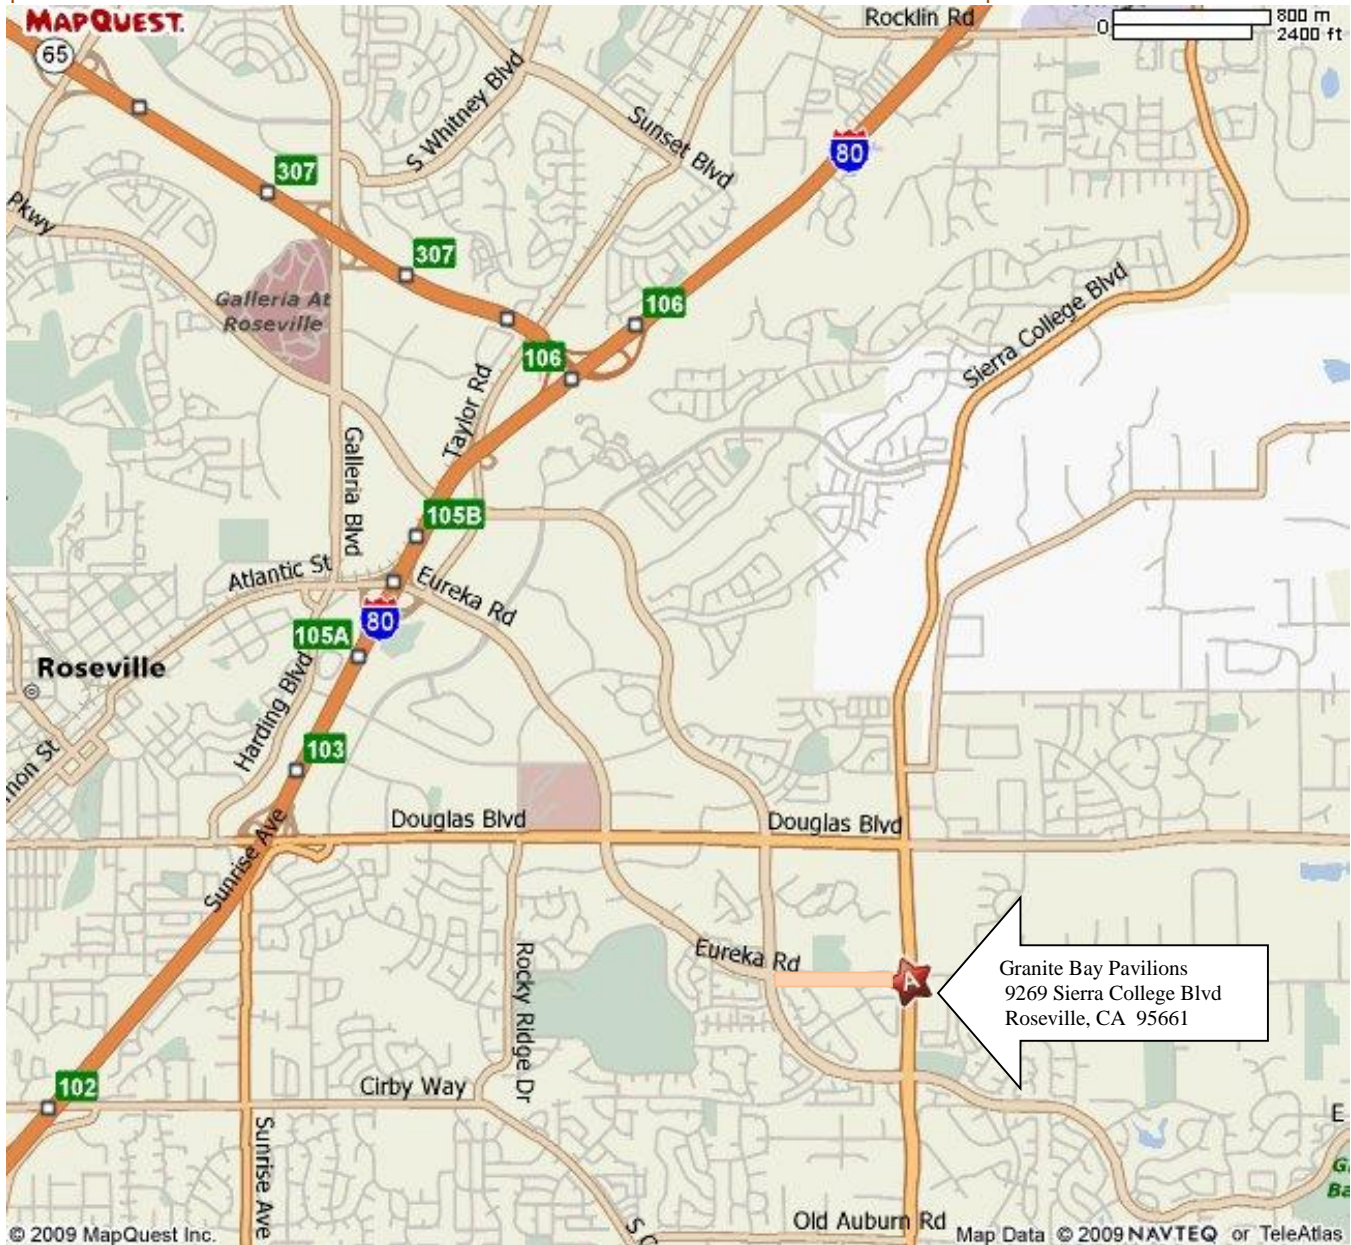 MAPQUEST.
Rocklin Rd
0
800 m
2400 ft
65
S Whitney Blvd
Sunset Blvd
80
307
Pkwy
307
Galleria At
Roseville
106
106
Sierra College Blvd
Taylor Rd
Galleria Blvd
105B
Atlantic St
Eureka Rd
80
105A
Roseville
Harding Blvd
103
non St
Douglas Blvd
Douglas Blvd
Sunrise Ave
Eureka Rd
Rocky Ridge Dr
A
Granite Bay Pavilions
9269 Sierra College Blvd
Roseville, CA 95661
102
Cirby Way
Sunrise Ave
E
G
Ba
S C
Old Auburn Rd
© 2009 MapQuest Inc.
Map Data © 2009 NAVTEQ or TeleAtlas